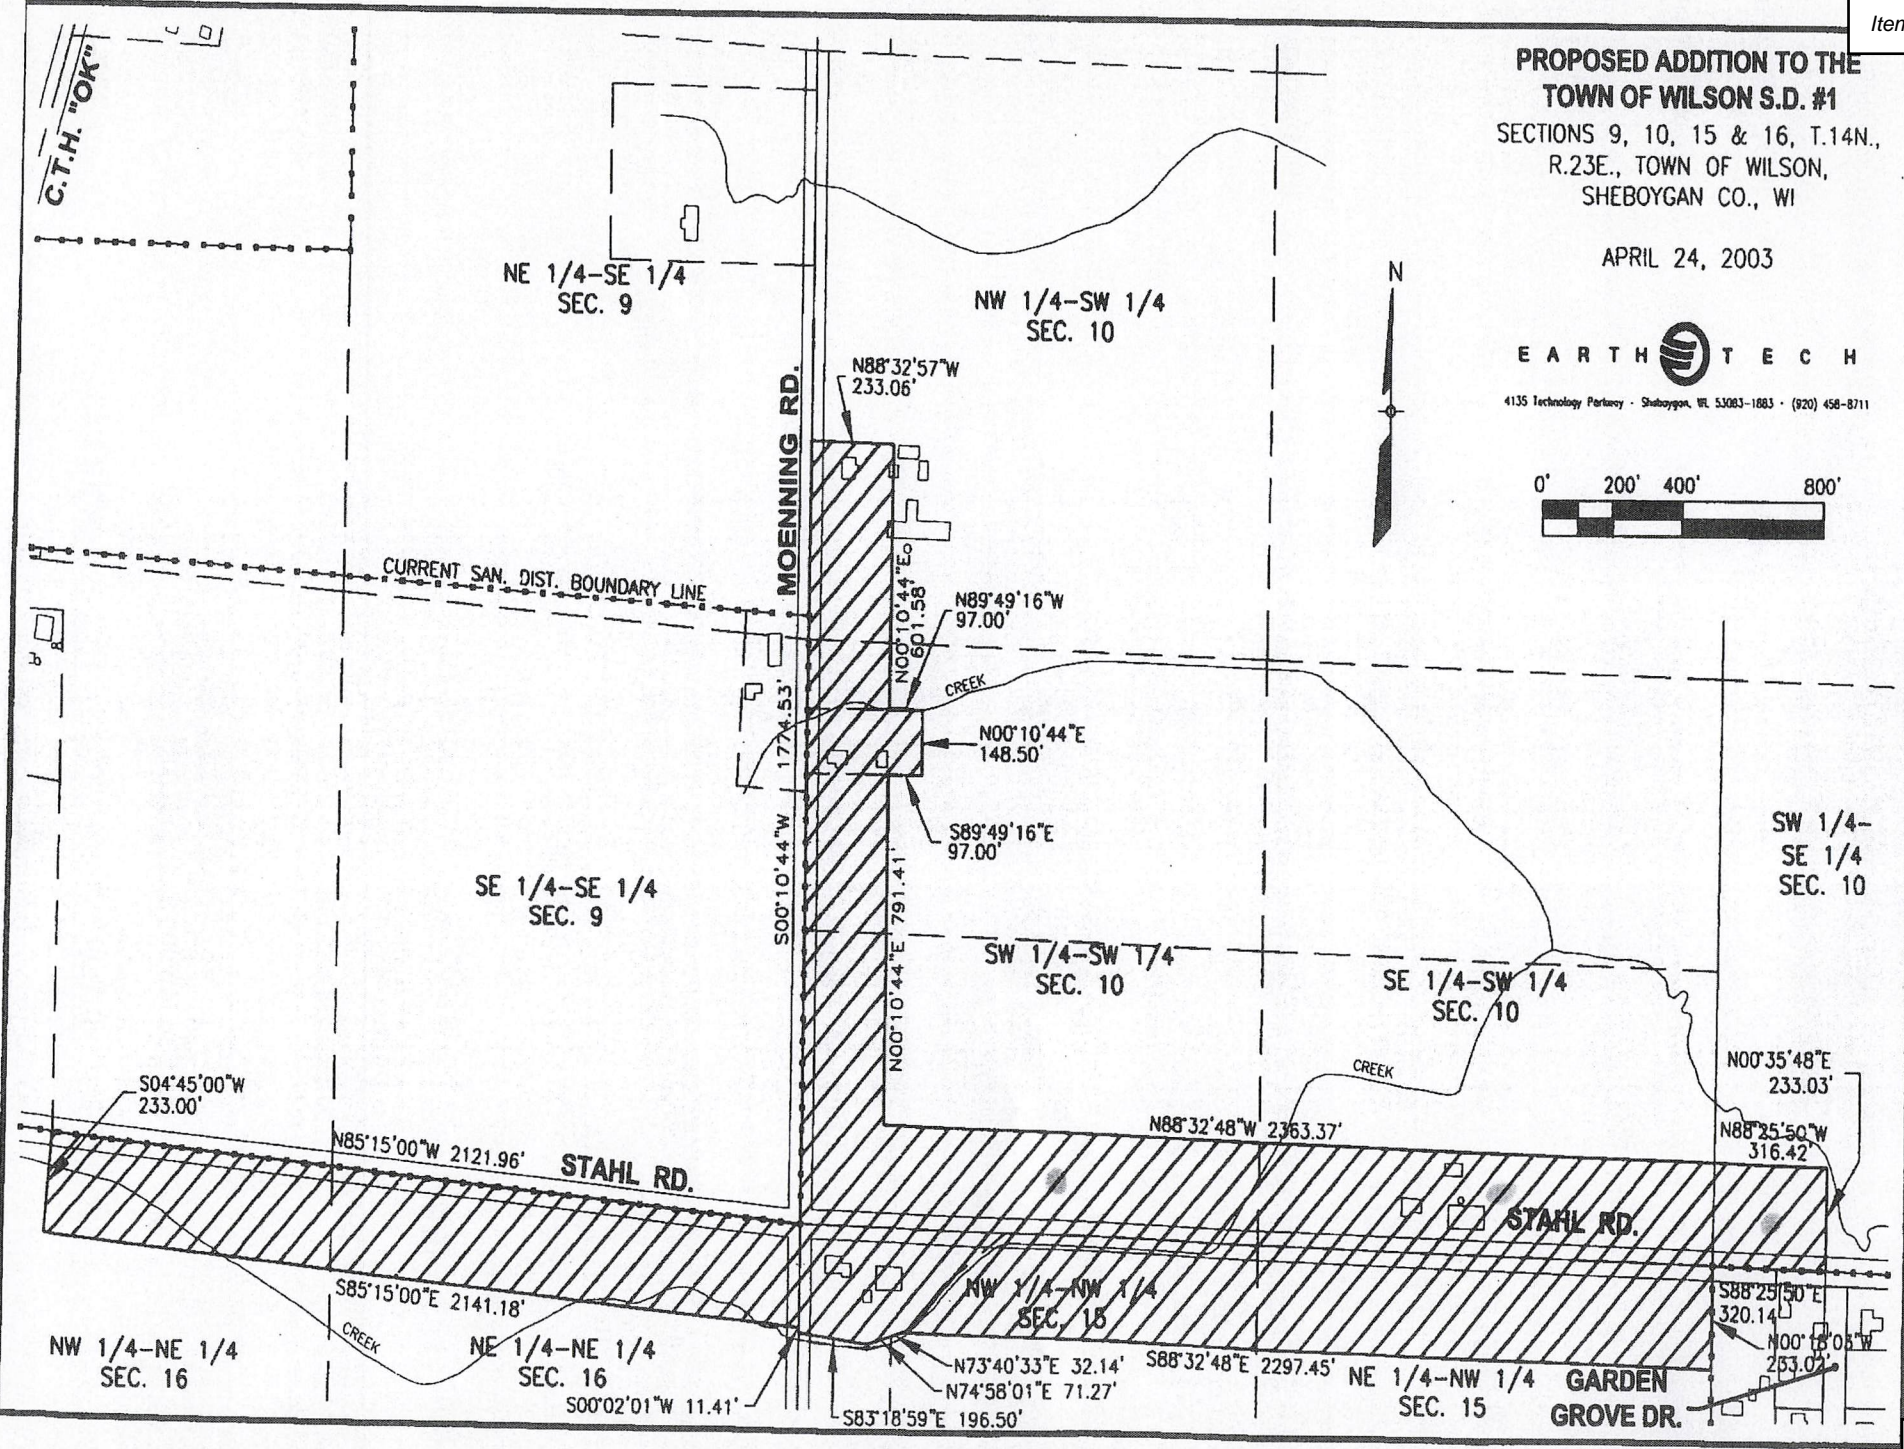 Iten
PROPOSED ADDITION TO THE
TOWN OF WILSON S.D. #1
SECTIONS 9, 10, 15 & 16, T.14N.,
R.23E., TOWN OF WILSON,
SHEBOYGAN CO., WI
APRIL 24, 2003
EARTH TECH
4135 Technology Parkway · Sheboygan, WI. 53083-1883 · (920) 458-8711
N
0' 200' 400' 800'
C.T.H. "OK"
NE 1/4-SE 1/4
SEC. 9
NW 1/4-SW 1/4
SEC. 10
N88°32'57"W
233.06'
MOENNING RD.
CURRENT SAN. DIST. BOUNDARY LINE
N00°10'44"E
601.58'
N89°49'16"W
97.00'
CREEK
N00°10'44"E
148.50'
S89°49'16"E
97.00'
S00°10'44"W 1774.53'
N00°10'44"E 791.41'
SE 1/4-SE 1/4
SEC. 9
SW 1/4-SW 1/4
SEC. 10
SE 1/4-SW 1/4
SEC. 10
SW 1/4-
SE 1/4
SEC. 10
CREEK
N00°35'48"E
233.03'
S04°45'00"W
233.00'
N85°15'00"W 2121.96'
STAHL RD.
N88°32'48"W 2363.37'
N88°25'50"W
316.42'
STAHL RD.
S85°15'00"E 2141.18'
CREEK
NW 1/4-NE 1/4
SEC. 16
NE 1/4-NE 1/4
SEC. 16
NW 1/4-NW 1/4
SEC. 15
S88°25'50"E
320.14'
N00°18'03"W
233.02'
N73°40'33"E 32.14'
N74°58'01"E 71.27'
S00°02'01"W 11.41'
S83°18'59"E 196.50'
S88°32'48"E 2297.45'
NE 1/4-NW 1/4
SEC. 15
GARDEN
GROVE DR.